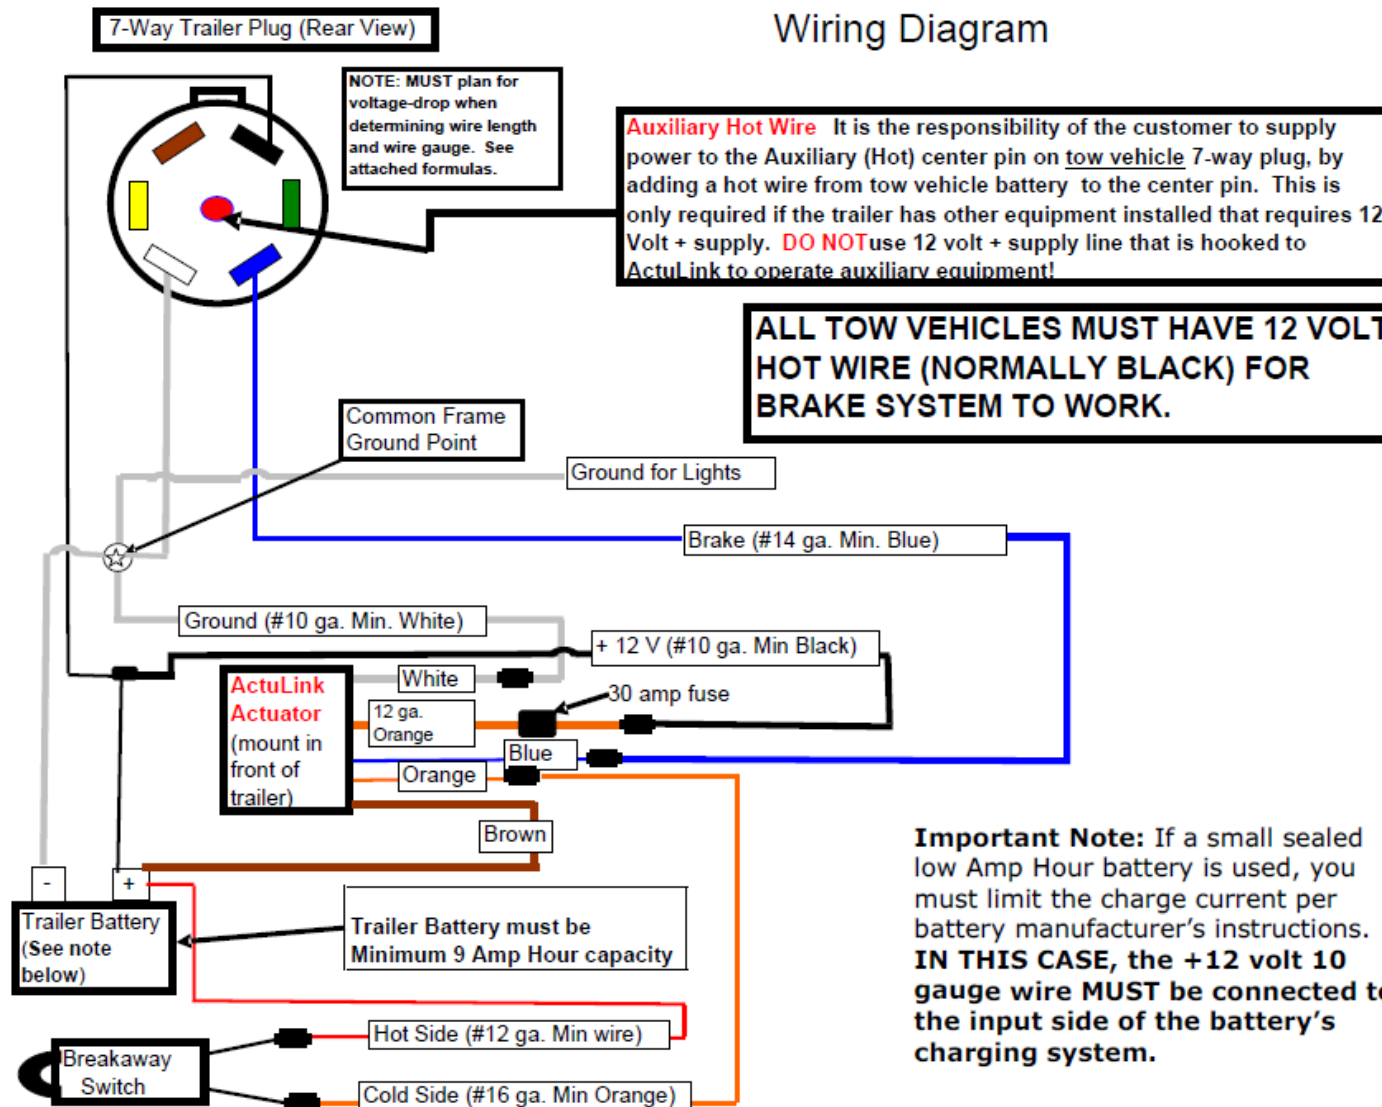 7-Way Trailer Plug (Rear View)
Wiring Diagram
NOTE: MUST plan for
voltage-drop when
determining wire length
and wire gauge. See
attached formulas.
Auxiliary Hot Wire It is the responsibility of the customer to supply
power to the Auxiliary (Hot) center pin on tow vehicle 7-way plug, by
adding a hot wire from tow vehicle battery to the center pin. This is
only required if the trailer has other equipment installed that requires 12
Volt + supply. DO NOTuse 12 volt + supply line that is hooked to
ActuLink to operate auxiliary equipment!
ALL TOW VEHICLES MUST HAVE 12 VOLT
HOT WIRE (NORMALLY BLACK) FOR
BRAKE SYSTEM TO WORK.
Common Frame
Ground Point
Ground for Lights
Brake (#14 ga. Min. Blue)
Ground (#10 ga. Min. White)
+ 12 V (#10 ga. Min Black)
ActuLink
Actuator
(mount in
front of
trailer)
White
30 amp fuse
12 ga.
Orange
Blue
Orange
Brown
-
+
Trailer Battery
(See note
below)
Trailer Battery must be
Minimum 9 Amp Hour capacity
Important Note: If a small sealed
low Amp Hour battery is used, you
must limit the charge current per
battery manufacturer's instructions.
IN THIS CASE, the +12 volt 10
gauge wire MUST be connected to
the input side of the battery's
charging system.
Hot Side (#12 ga. Min wire)
Breakaway
Switch
Cold Side (#16 ga. Min Orange)